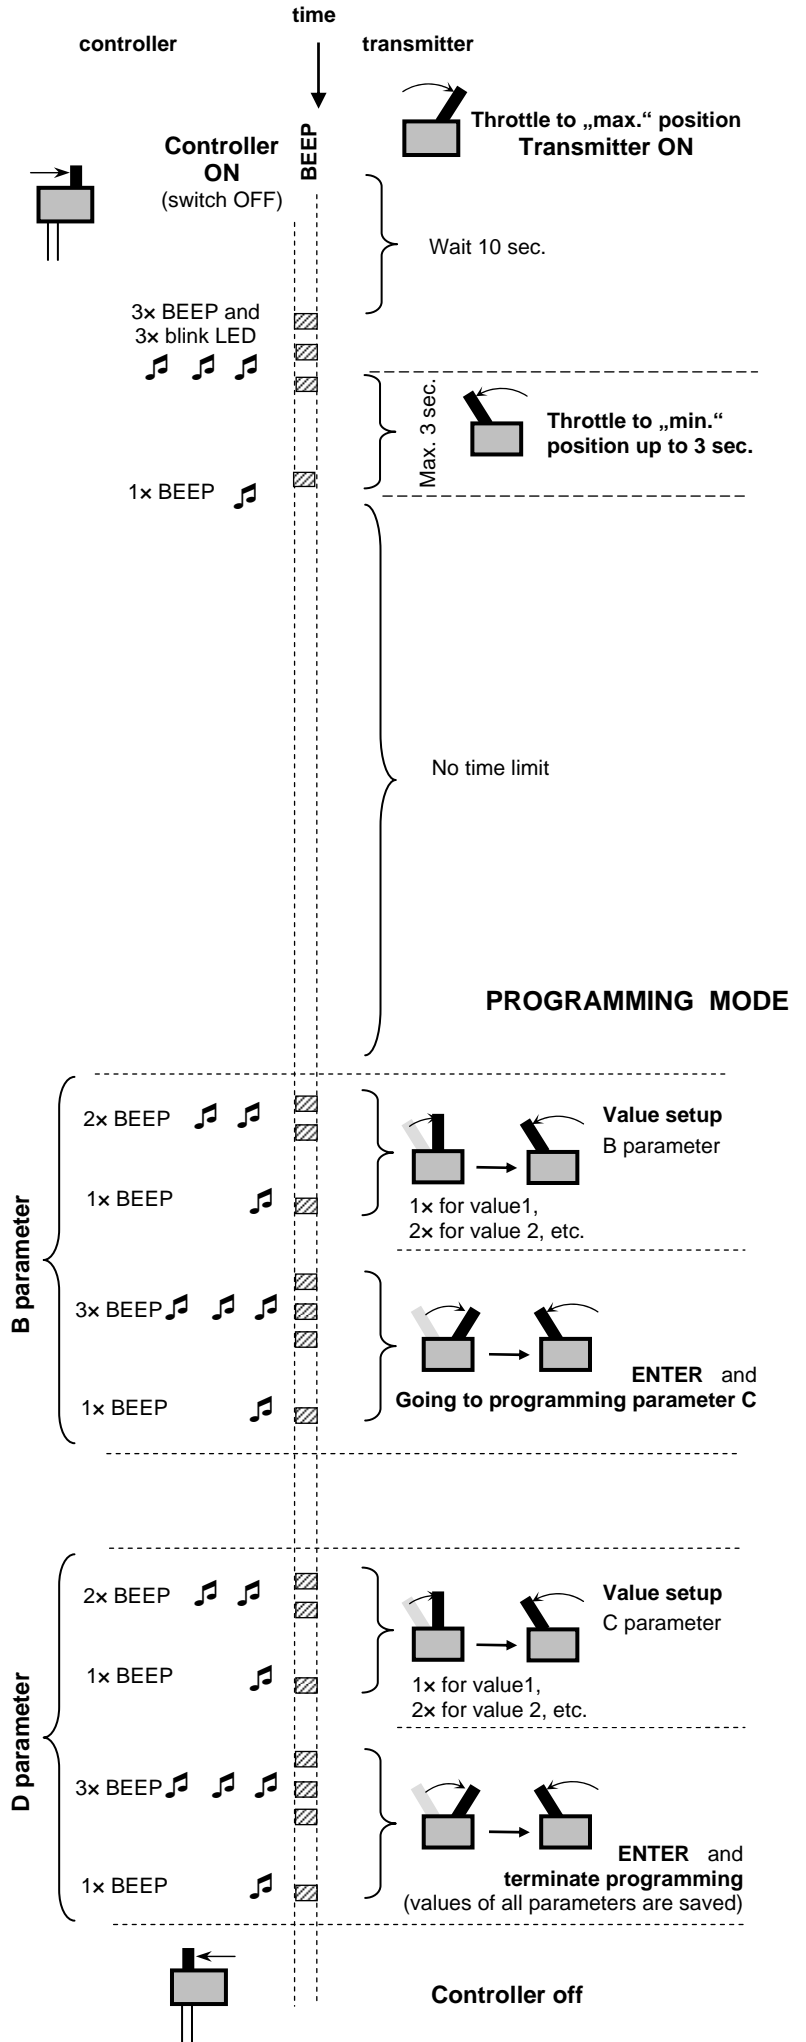 time
controller
transmitter
Throttle to „max.“ position
Transmitter ON
BEEP
Controller
ON
(switch OFF)
Wait 10 sec.
3× BEEP and
3× blink LED
Max. 3 sec.
Throttle to „min.“
position up to 3 sec.
1× BEEP
No time limit
PROGRAMMING MODE
B parameter
2× BEEP
Value setup
B parameter
1× BEEP
1× for value1,
2× for value 2, etc.
3× BEEP
ENTER and
Going to programming parameter C
1× BEEP
D parameter
2× BEEP
Value setup
C parameter
1× BEEP
1× for value1,
2× for value 2, etc.
3× BEEP
ENTER and
terminate programming
(values of all parameters are saved)
1× BEEP
Controller off